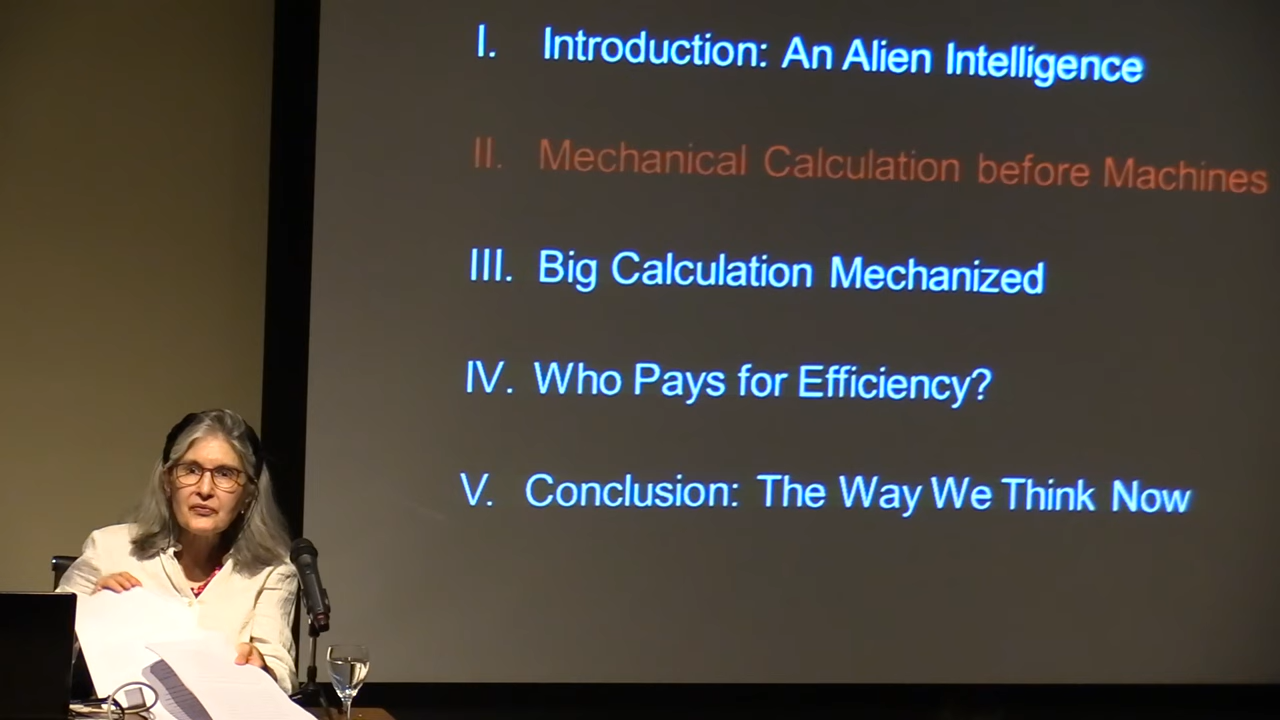 I. Introduction: An Alien Intelligence
II. Mechanical Calculation before Machines
III. Big Calculation Mechanized
IV. Who Pays for Efficiency?
V. Conclusion: The Way We Think Now